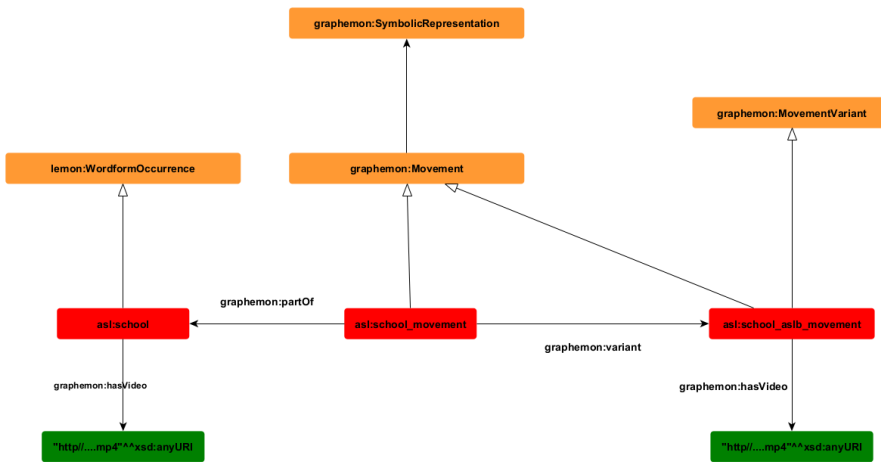 graphemon:SymbolicRepresentation
graphemon:MovementVariant
lemon:WordformOccurrence
graphemon:Movement
graphemon:partOf
asl:school
asl:school_movement
asl:school_aslb_movement
graphemon:variant
graphemon:hasVideo
graphemon:hasVideo
"http//....mp4"^^xsd:anyURI
"http//....mp4"^^xsd:anyURI